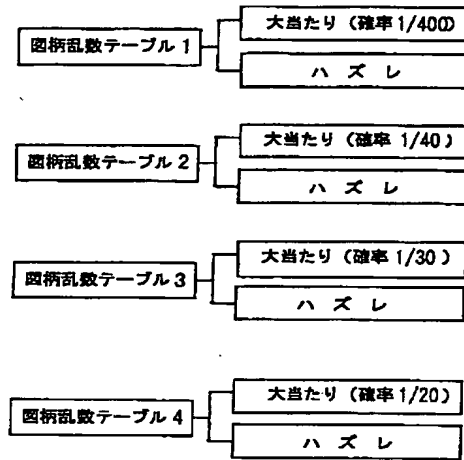 図柄乱数テーブル 1
大当たり (確率 1/400)
ハ ズ レ
図柄乱数テーブル 2
大当たり (確率 1/40 )
ハ ズ レ
図柄乱数テーブル 3
大当たり (確率 1/30 )
ハ ズ レ
図柄乱数テーブル 4
大当たり (確率 1/20)
ハ ズ レ